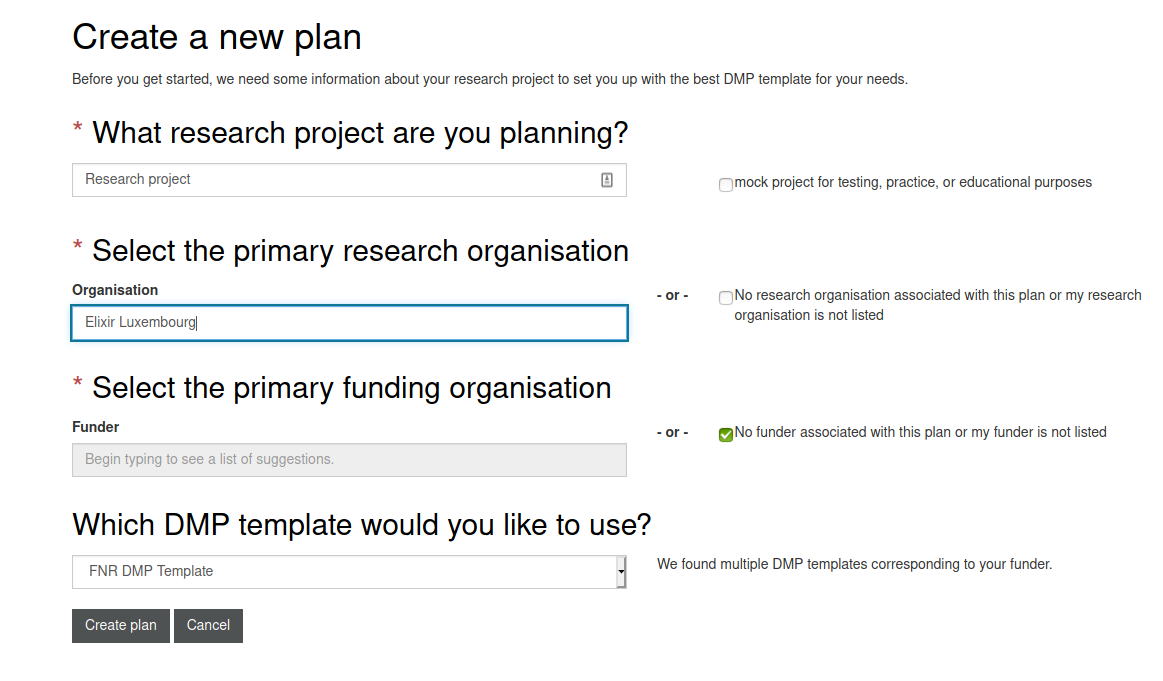 Create a new plan
Before you get started, we need some information about your research project to set you up with the best DMP template for your needs.
* What research project are you planning?
Research project
mock project for testing, practice, or educational purposes
* Select the primary research organisation
Organisation
Elixir Luxembourg
- or -
No research organisation associated with this plan or my research
organisation is not listed
* Select the primary funding organisation
Funder
Begin typing to see a list of suggestions.
- or -
No funder associated with this plan or my funder is not listed
Which DMP template would you like to use?
FNR DMP Template
We found multiple DMP templates corresponding to your funder.
Create plan
Cancel